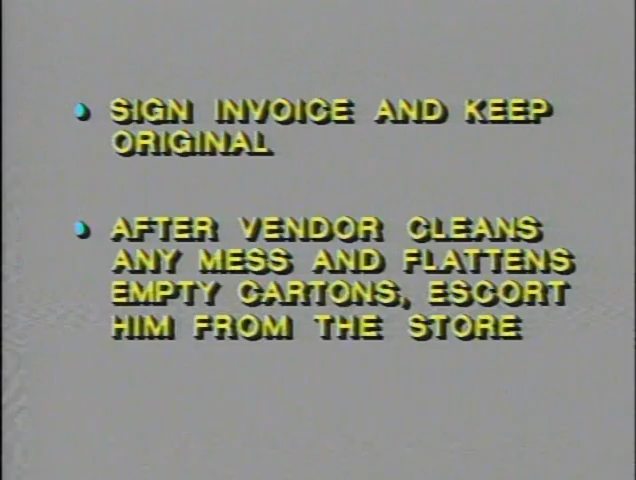 • SIGN INVOICE AND KEEP
ORIGINAL
• AFTER VENDOR CLEANS
ANY MESS AND FLATTENS
EMPTY CARTONS, ESCORT
HIM FROM THE STORE